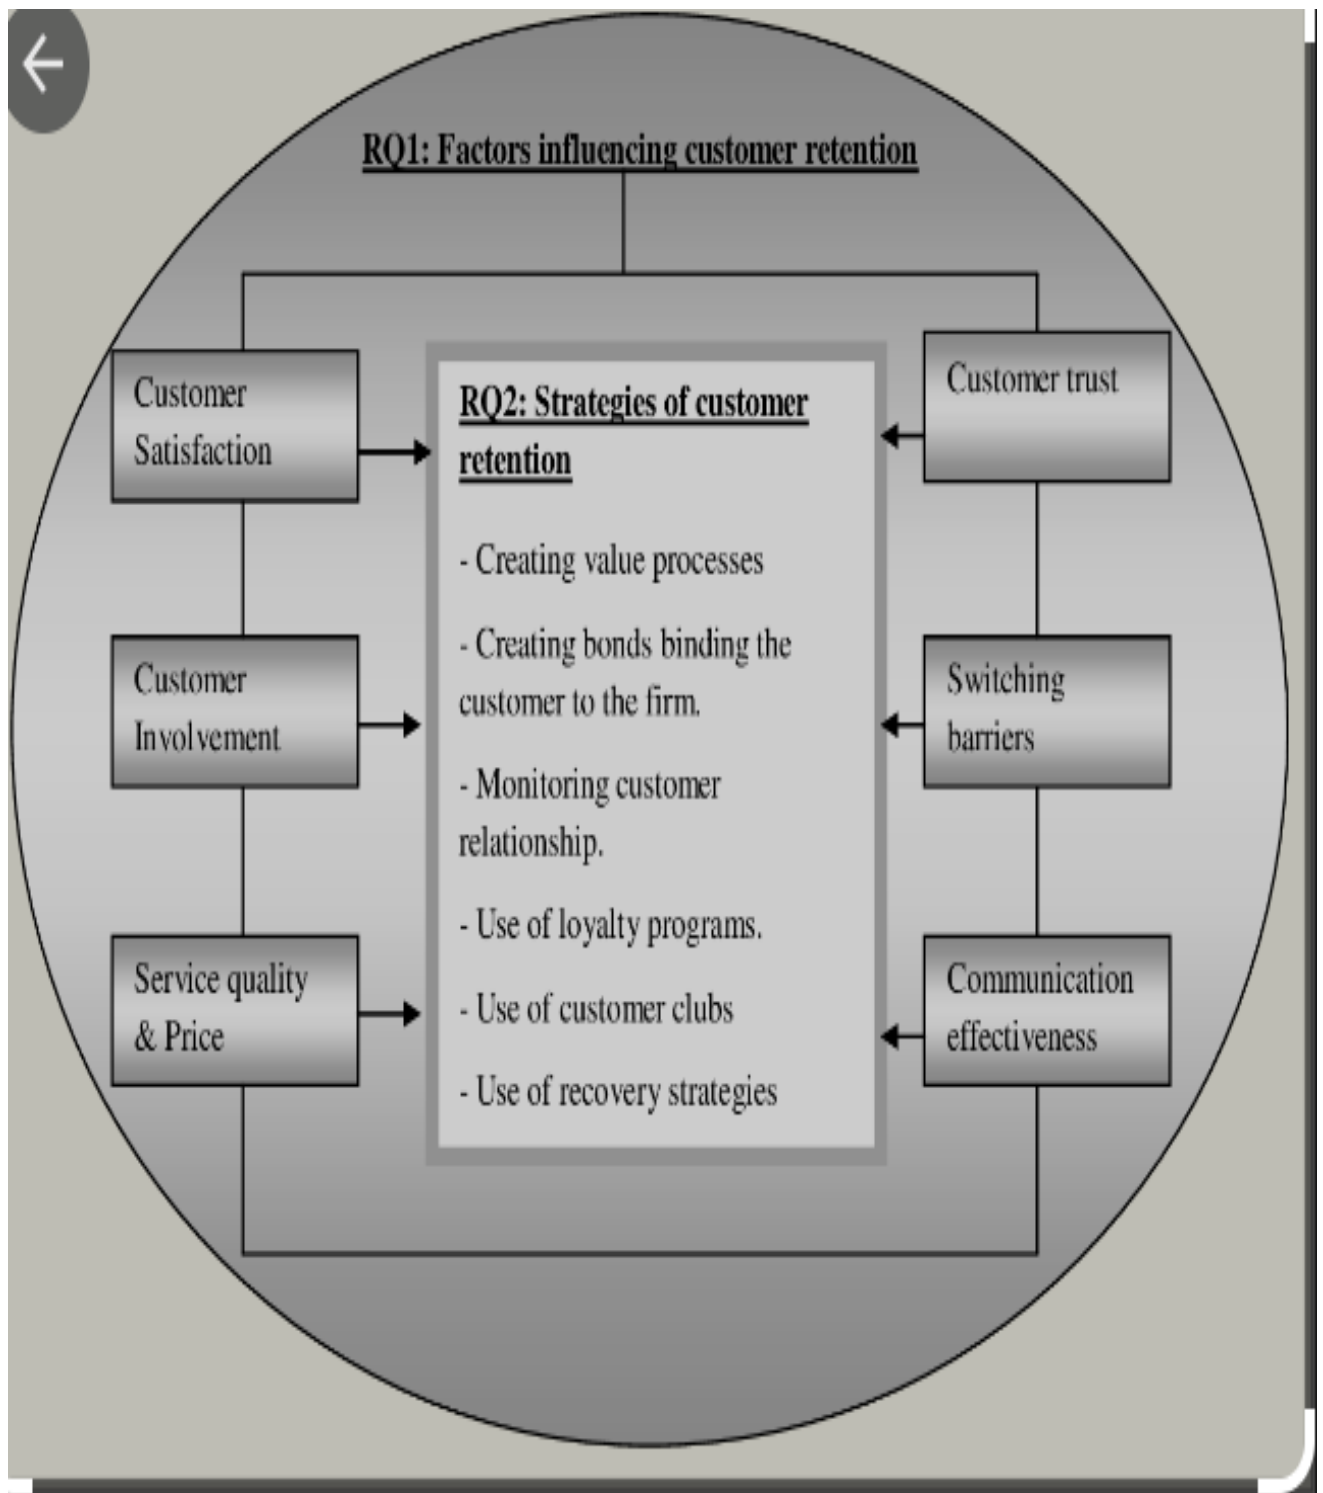 RQ1: Factors influencing customer retention
Customer
Satisfaction
Customer
Involvement
Service quality
& Price
RQ2: Strategies of customer
retention
- Creating value processes
- Creating bonds binding the
customer to the firm.
- Monitoring customer
relationship.
- Use of loyalty programs.
- Use of customer clubs
- Use of recovery strategies
Customer trust
Switching
barriers
Communication
effectiveness